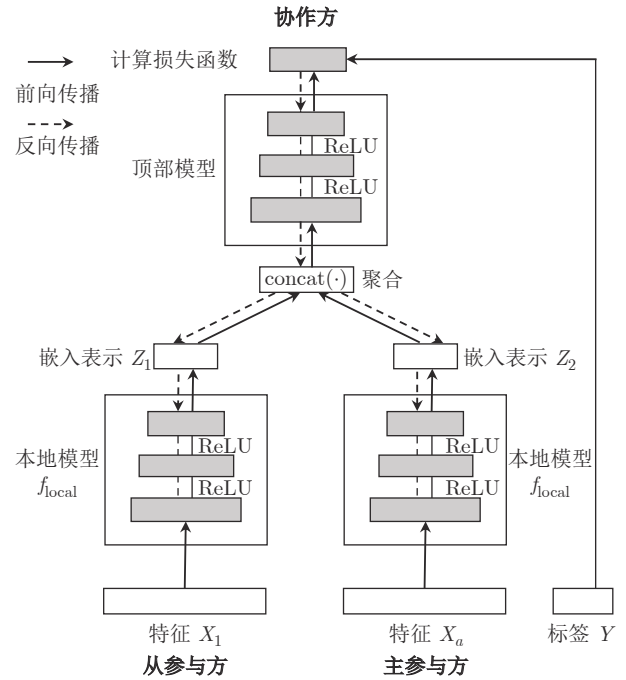 协作方
计算损失函数
前向传播
反向传播
ReLU
顶部模型
ReLU
concat(·) 聚合
嵌入表示 Z₁
嵌入表示 Z₂
ReLU
ReLU
本地模型
f_local
ReLU
ReLU
本地模型
f_local
特征 X₁
特征 Xₐ
标签 Y
从参与方
主参与方